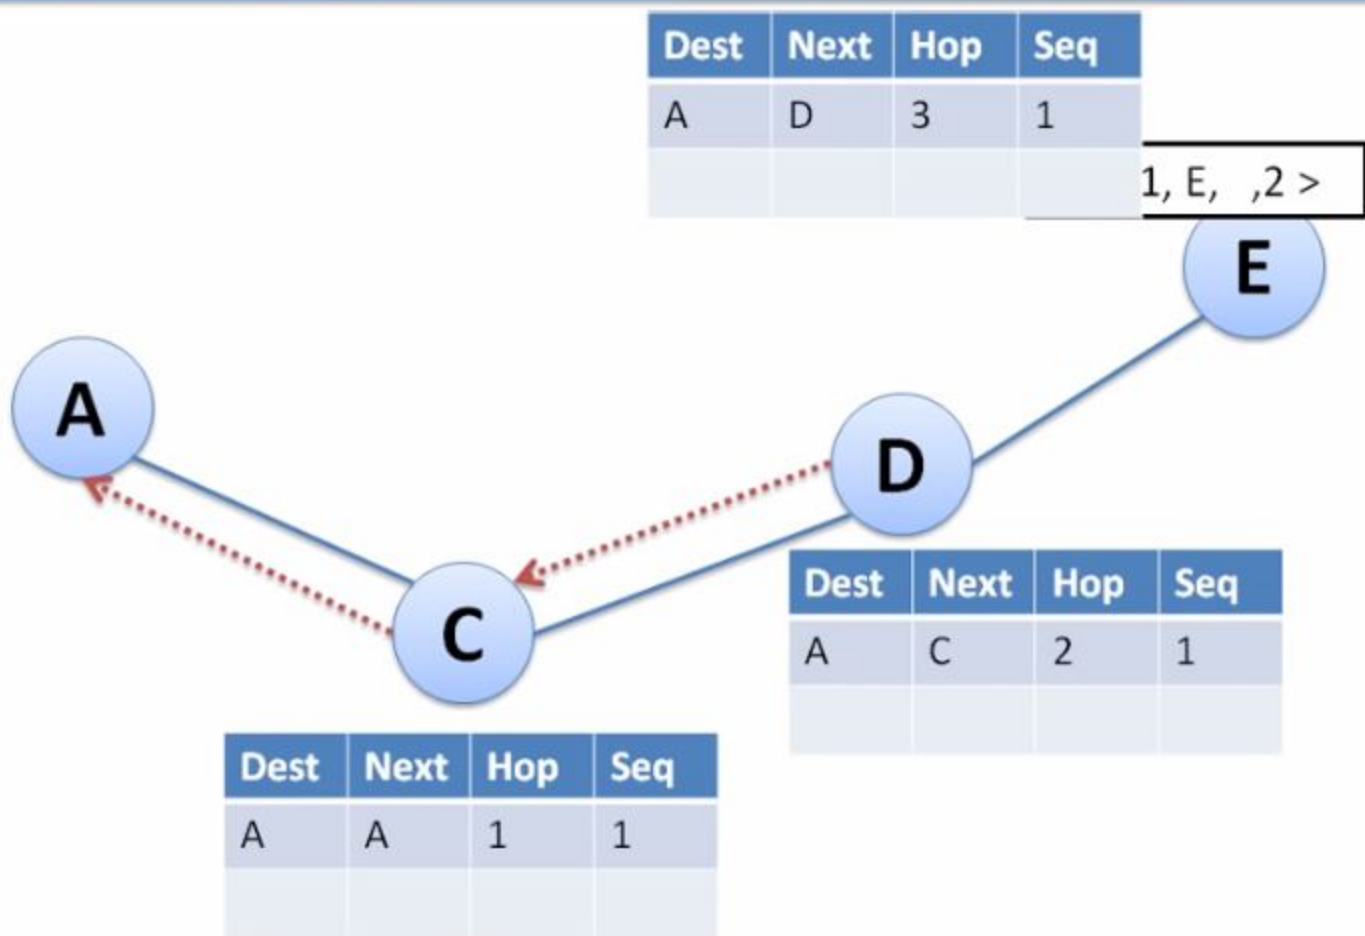 Dest Next Hop Seq
A D 3 1
1, E, ,2 >
E
A
D
C
Dest Next Hop Seq
A C 2 1
Dest Next Hop Seq
A A 1 1